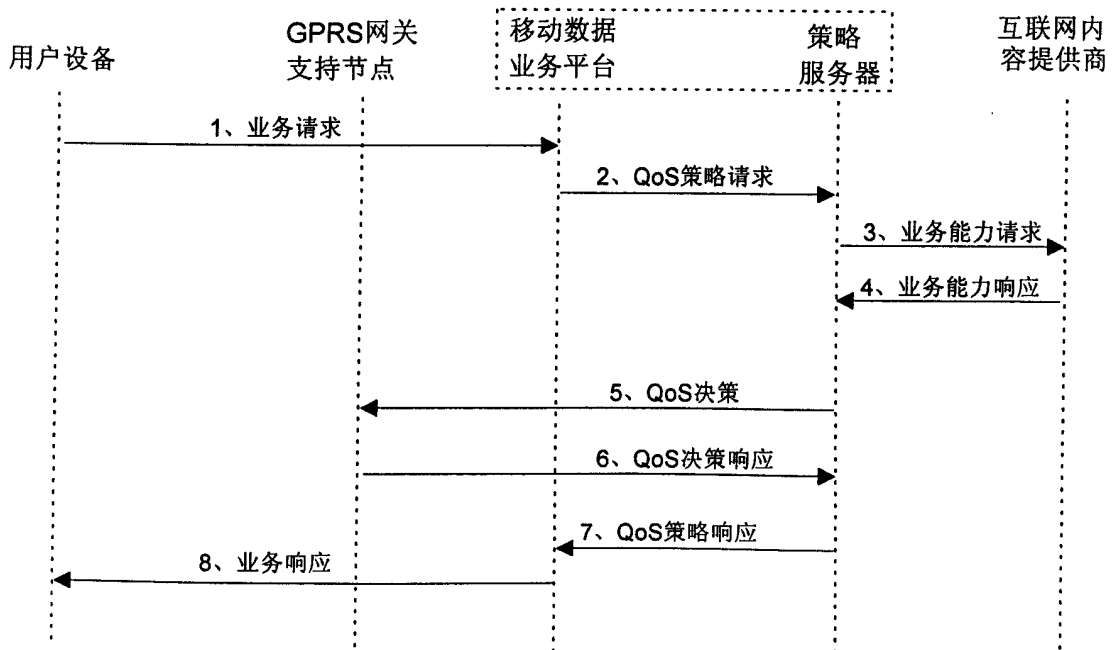 用户设备
GPRS网关
支持节点
移动数据
业务平台
策略
服务器
互联网内
容提供商
1、业务请求
2、QoS策略请求
3、业务能力请求
4、业务能力响应
5、QoS决策
6、QoS决策响应
7、QoS策略响应
8、业务响应